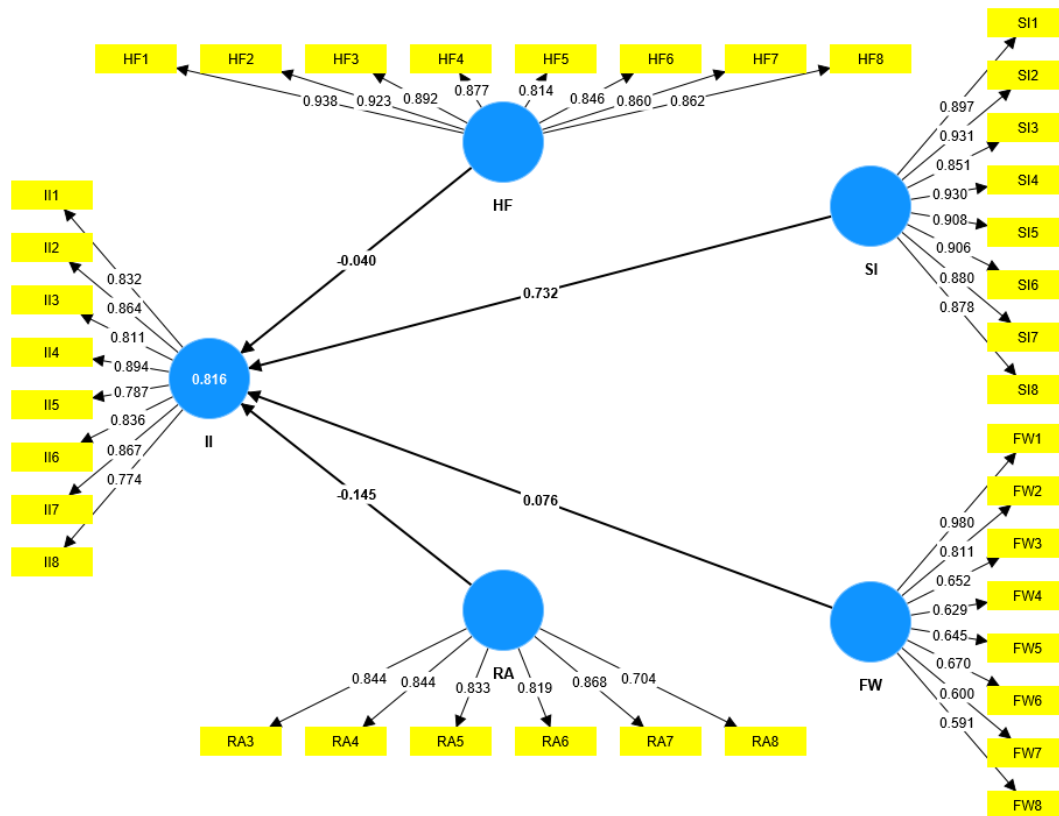 HF1 HF2 HF3 HF4 HF5 HF6 HF7 HF8
0.938 0.923 0.892 0.877 0.814 0.846 0.860 0.862
HF
SI1
SI2
SI3
SI4
SI5
SI6
SI7
SI8
0.897
0.931
0.851
0.930
0.908
0.906
0.880
0.878
SI
II1
II2
II3
II4
II5
II6
II7
II8
0.832
0.864
0.811
0.894
0.787
0.836
0.867
0.774
0.816
II
-0.040
0.732
-0.145
0.076
RA
0.844 0.844 0.833 0.819 0.868 0.704
RA3 RA4 RA5 RA6 RA7 RA8
FW1
FW2
FW3
FW4
FW5
FW6
FW7
FW8
0.980
0.811
0.652
0.629
0.645
0.670
0.600
0.591
FW